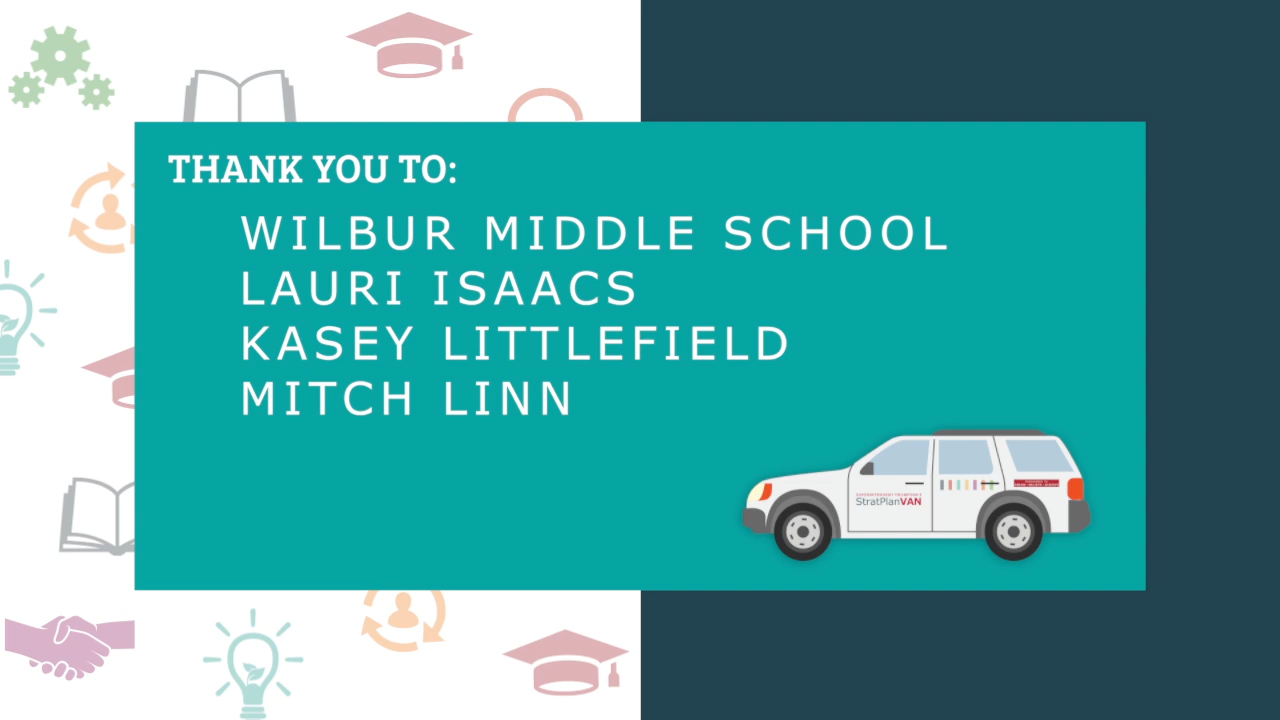 THANK YOU TO:
WILBUR MIDDLE SCHOOL
LAURI ISAACS
KASEY LITTLEFIELD
MITCH LINN
StratPlanVAN